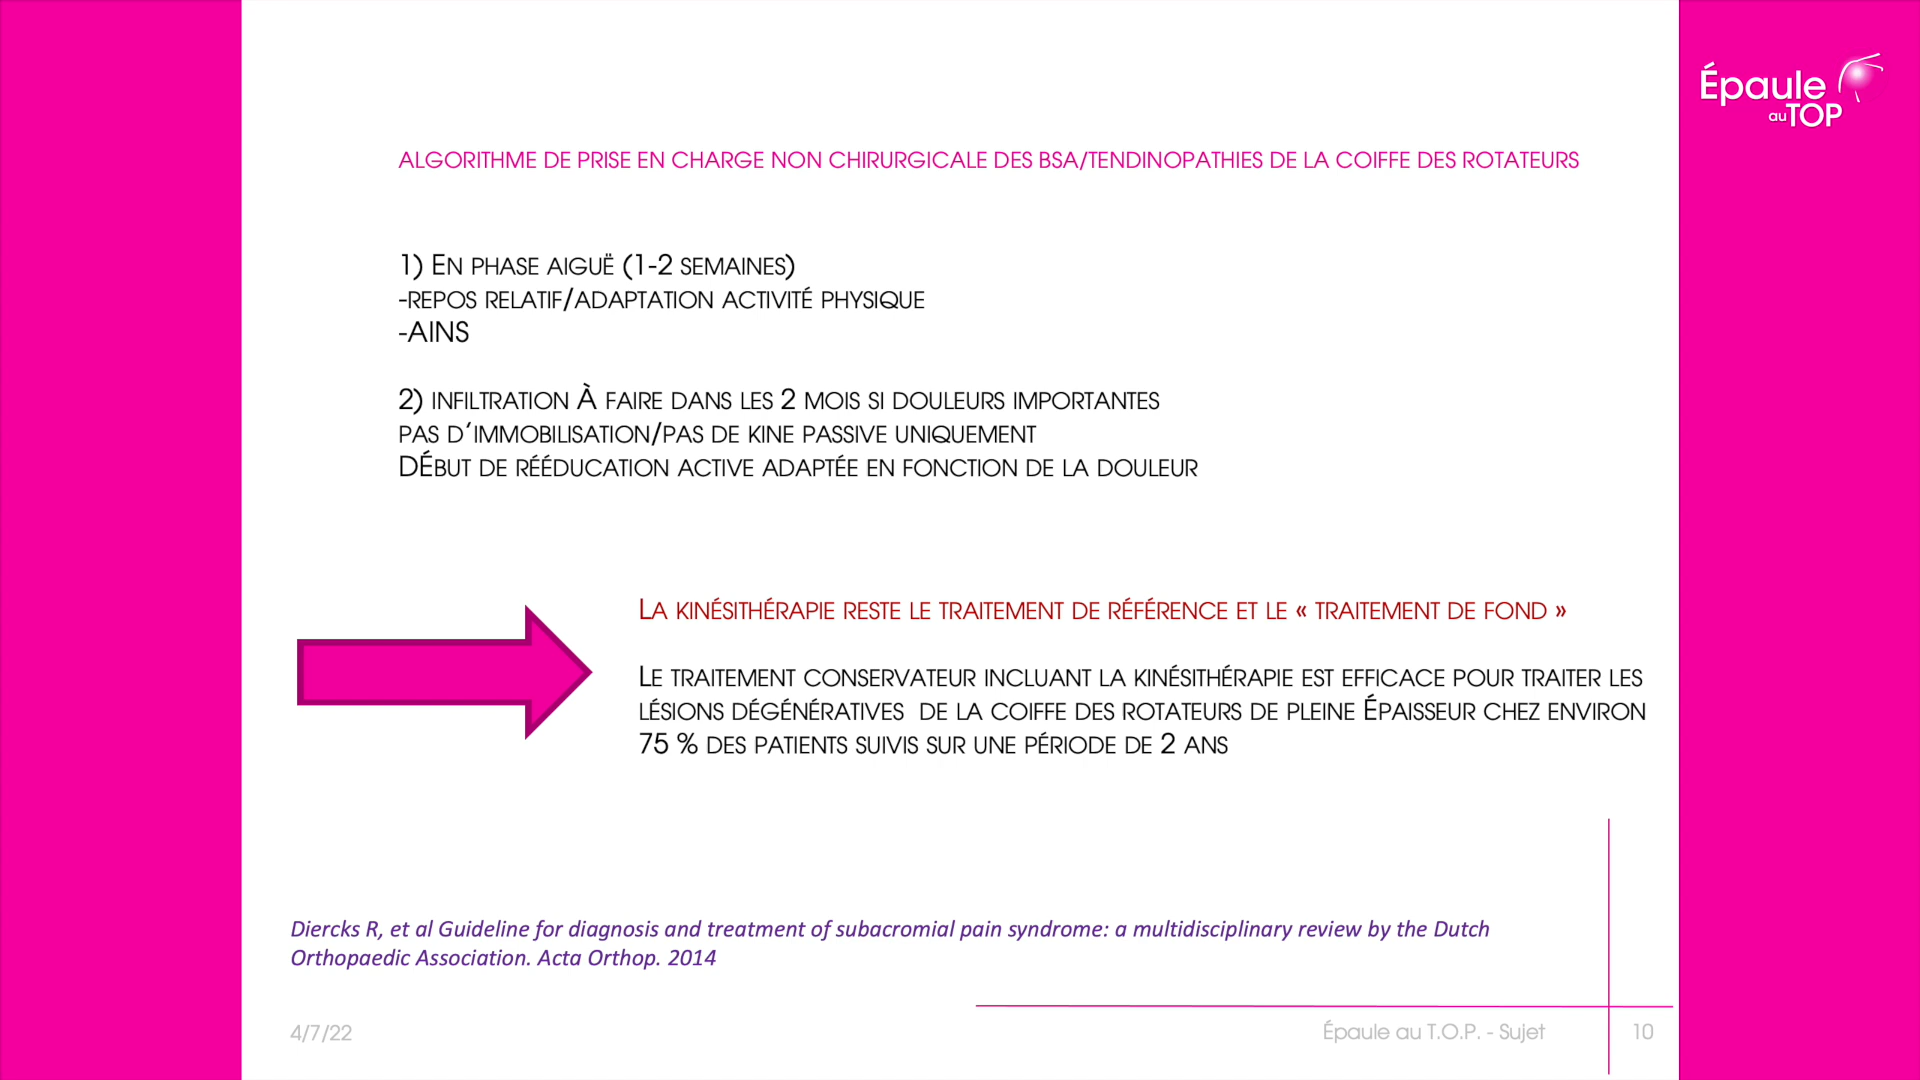 Épaule
au TOP
ALGORITHME DE PRISE EN CHARGE NON CHIRURGICALE DES BSA/TENDINOPATHIES DE LA COIFFE DES ROTATEURS
1) EN PHASE AIGUË (1-2 SEMAINES)
-REPOS RELATIF/ADAPTATION ACTIVITÉ PHYSIQUE
-AINS
2) INFILTRATION À FAIRE DANS LES 2 MOIS SI DOULEURS IMPORTANTES
PAS D'IMMOBILISATION/PAS DE KINE PASSIVE UNIQUEMENT
DÉBUT DE RÉÉDUCATION ACTIVE ADAPTÉE EN FONCTION DE LA DOULEUR
LA KINÉSITHÉRAPIE RESTE LE TRAITEMENT DE RÉFÉRENCE ET LE « TRAITEMENT DE FOND »
LE TRAITEMENT CONSERVATEUR INCLUANT LA KINÉSITHÉRAPIE EST EFFICACE POUR TRAITER LES
LÉSIONS DÉGÉNÉRATIVES DE LA COIFFE DES ROTATEURS DE PLEINE ÉPAISSEUR CHEZ ENVIRON
75 % DES PATIENTS SUIVIS SUR UNE PÉRIODE DE 2 ANS
Diercks R, et al Guideline for diagnosis and treatment of subacromial pain syndrome: a multidisciplinary review by the Dutch
Orthopaedic Association. Acta Orthop. 2014
4/7/22
Épaule au T.O.P. - Sujet
10